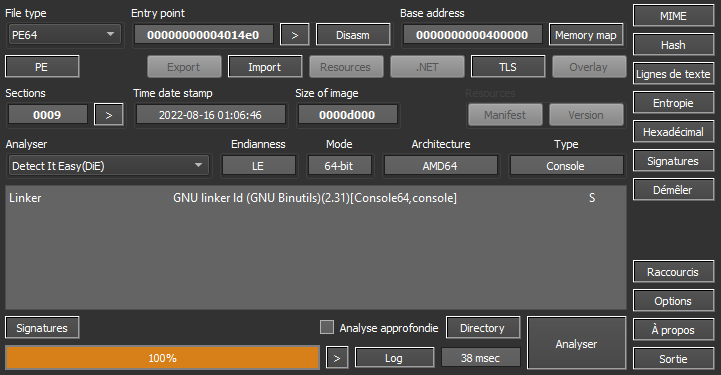 File type Entry point Base address MIME
PE64 00000000004014e0 > Disasm 0000000000400000 Memory map
Hash
PE Export Import Resources .NET TLS Overlay Lignes de texte
Sections Time date stamp Size of image Resources
Entropie
0009 > 2022-08-16 01:06:46 0000d000 Manifest Version
Hexadécimal
Analyser Endianness Mode Architecture Type
Detect It Easy(DiE) LE 64-bit AMD64 Console Signatures
Linker GNU linker ld (GNU Binutils)(2.31)[Console64,console] S Démêler
Raccourcis
Options
Signatures Analyse approfondie Directory Analyser À propos
100% > Log 38 msec Sortie